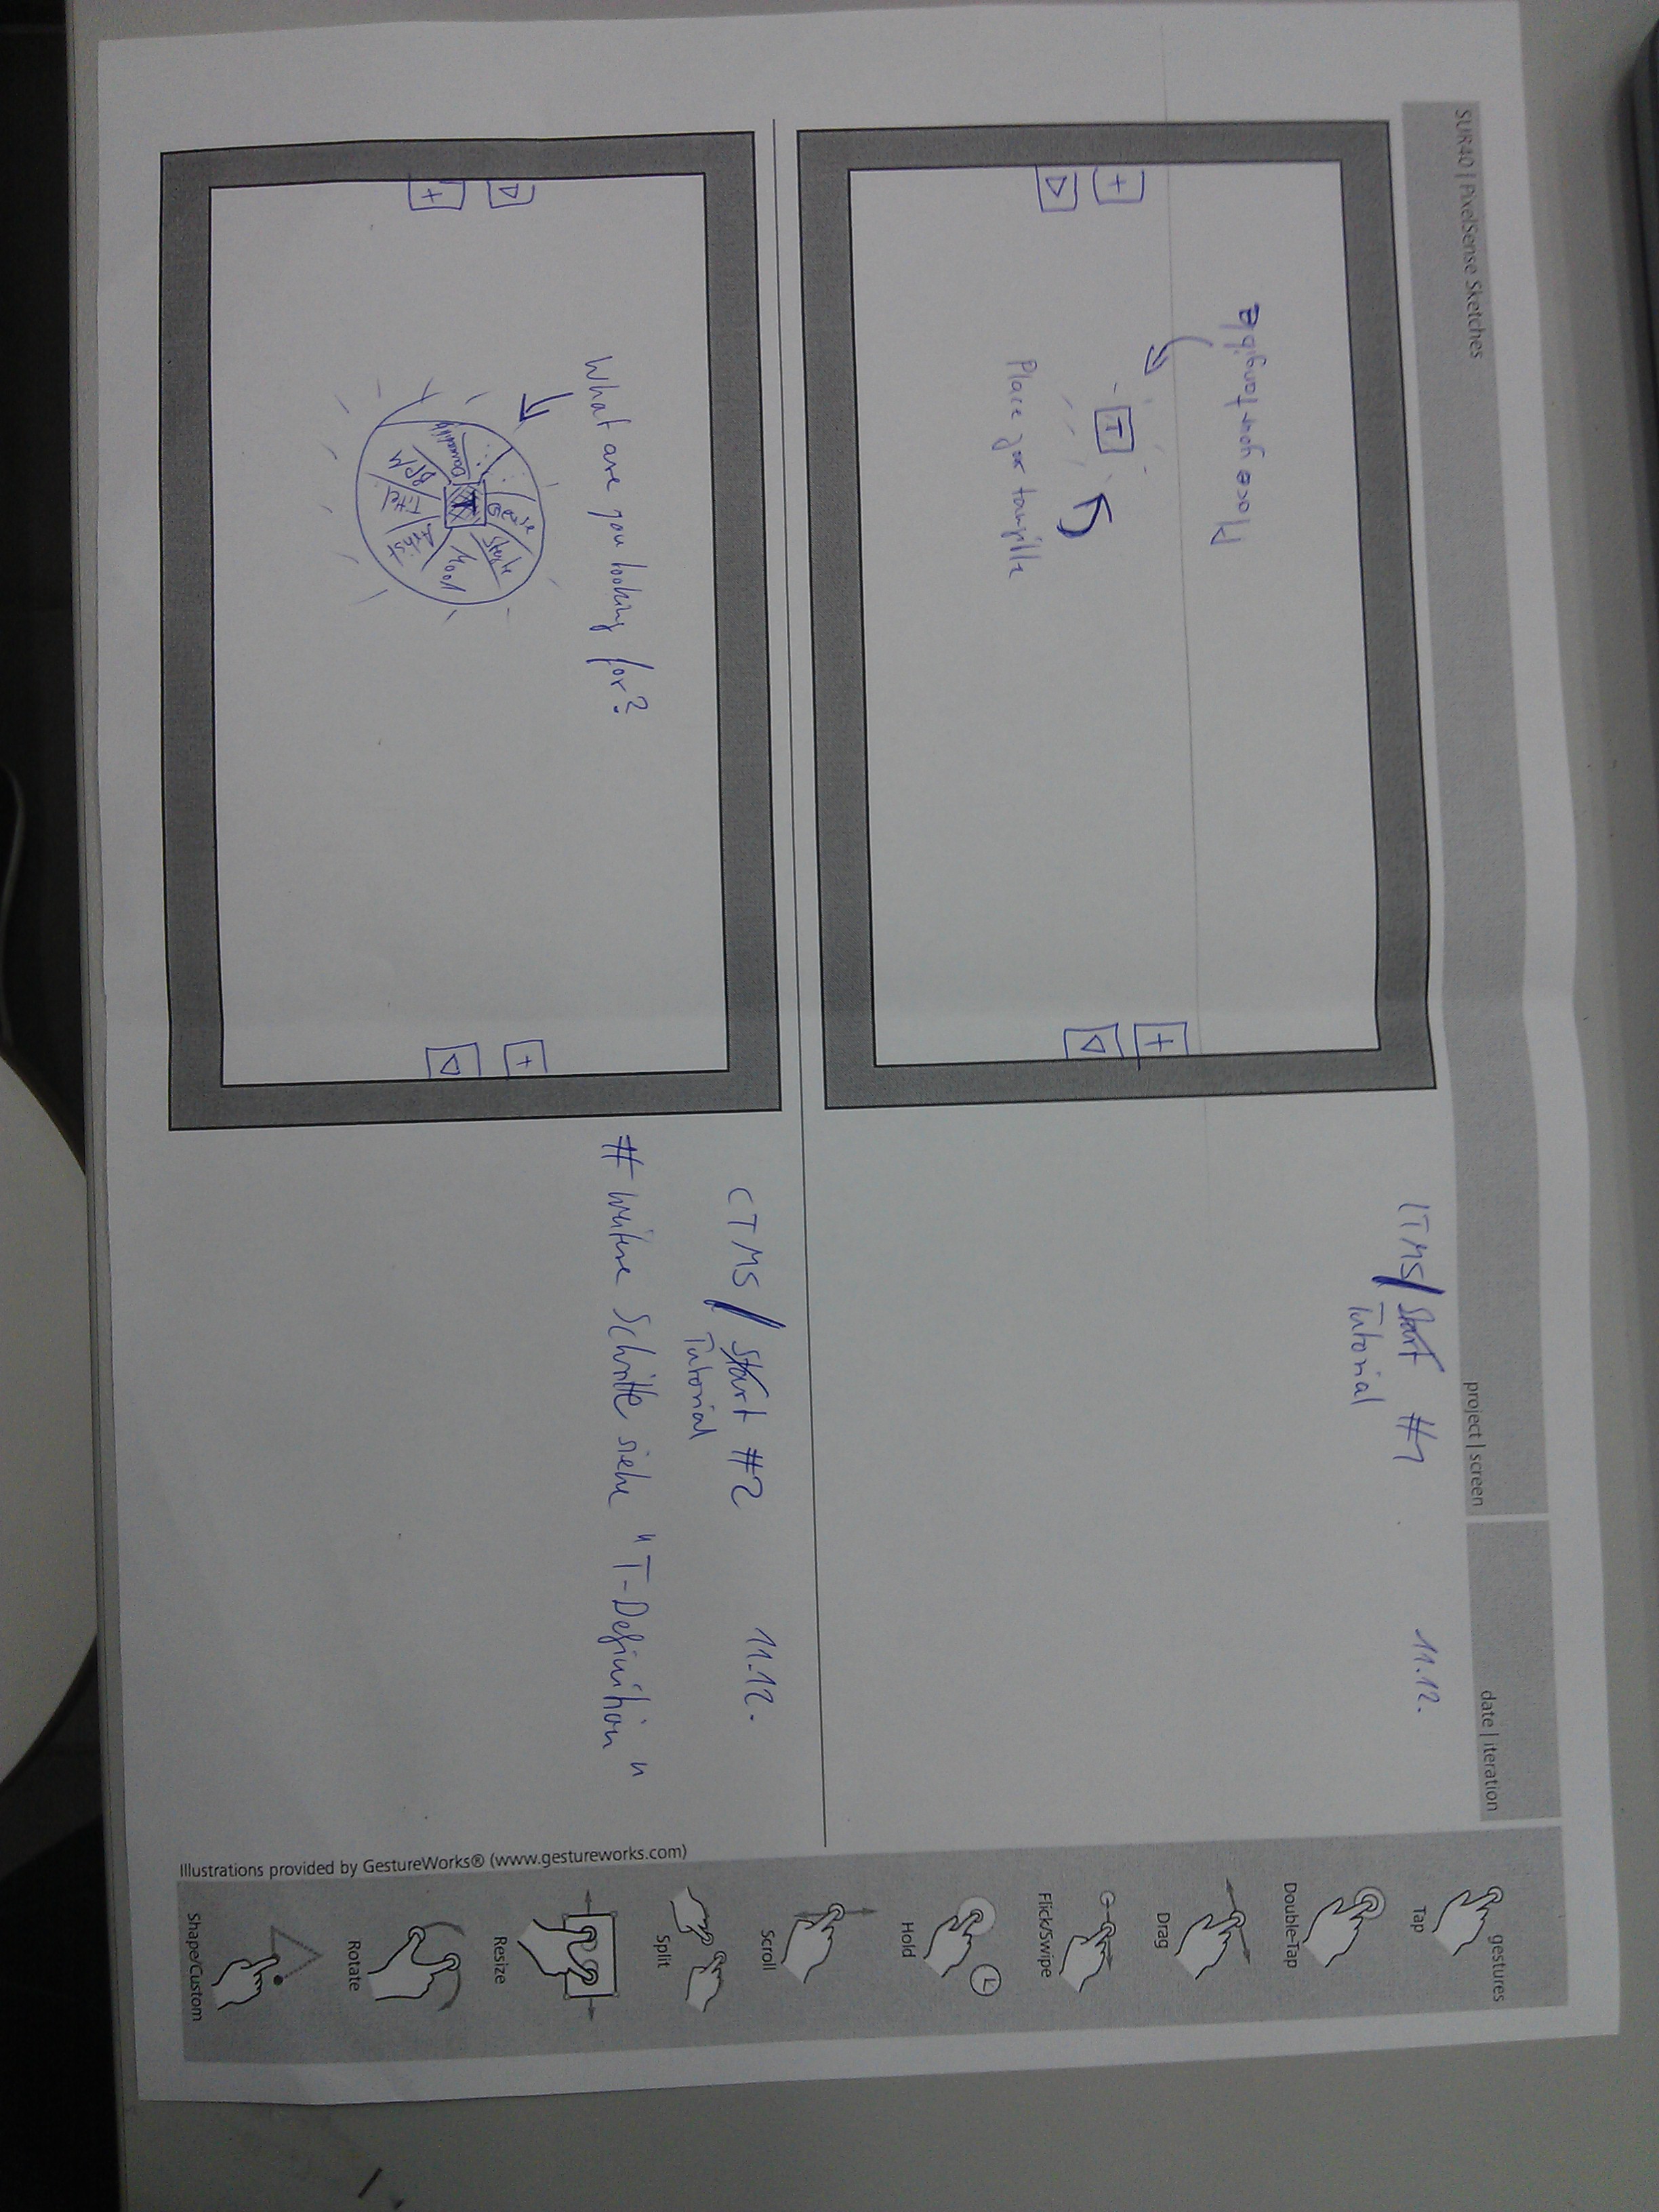 SUR40 | PixelSense Sketches
project | screen
date | iteration
gestures
Place your tangible
T
Place your tangible
+
+
/ Start #1
Tutorial
11.12.
What are you looking for?
Genre
Style
Mood
Artist
Titel
BPM
T
+
+
CTMS / Start #2
Tutorial
11.12.
# weitere Schritte siehe "T-Definition"
Tap
Double-Tap
Drag
Flick/Swipe
Hold
Scroll
Split
Resize
Rotate
Shape/Custom
Illustrations provided by GestureWorks® (www.gestureworks.com)